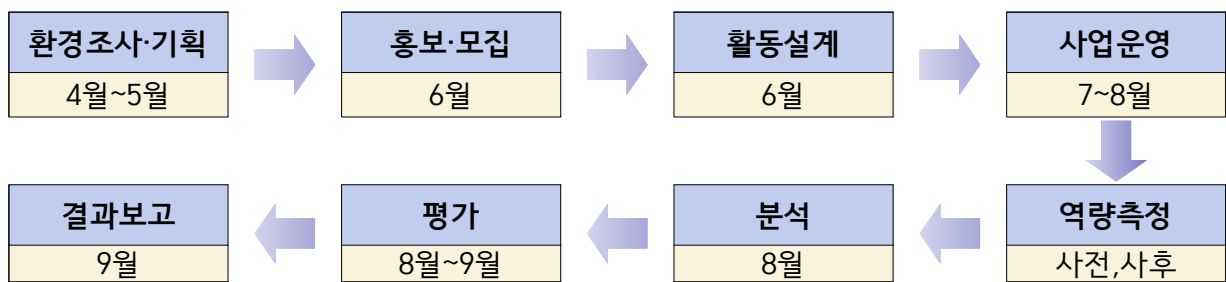 환경조사·기획
4월~5월
홍보·모집
6월
활동설계
6월
사업운영
7~8월
역량측정
사전,사후
분석
8월
평가
8월~9월
결과보고
9월